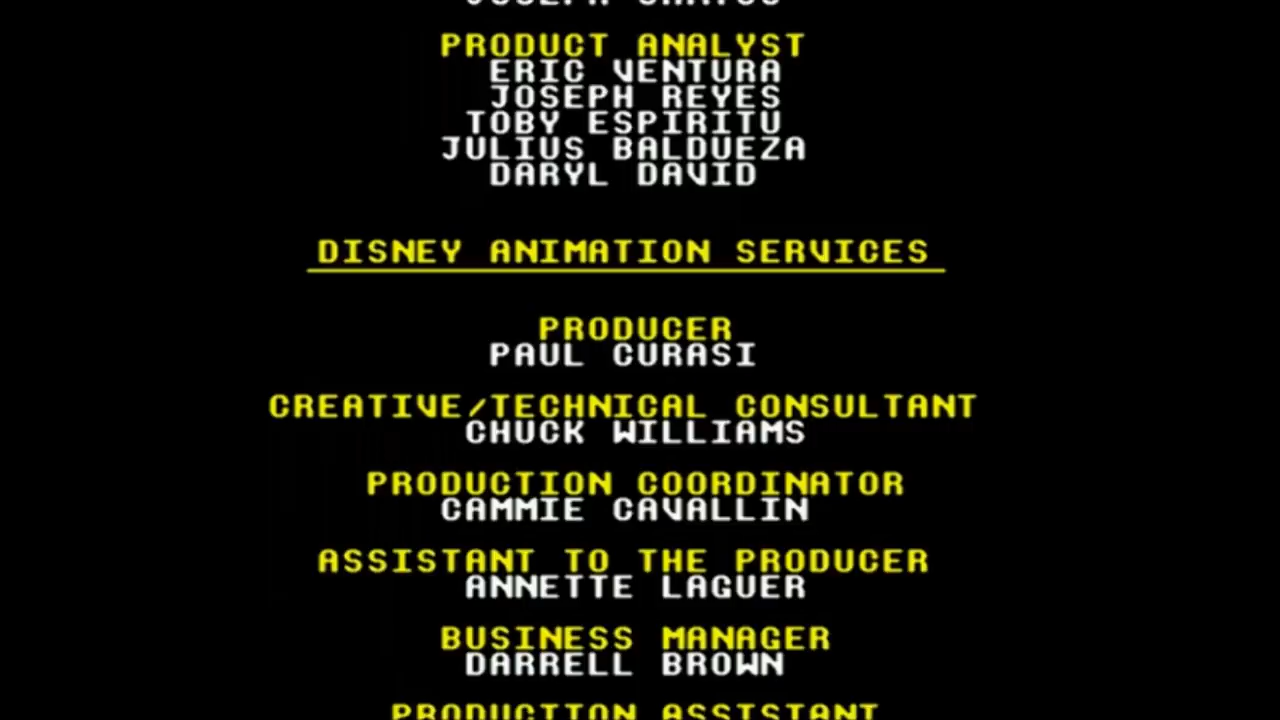 PRODUCT ANALYST
ERIC VENTURA
JOSEPH REYES
TOBY ESPIRITU
JULIUS BALDUEZA
DARYL DAVID
DISNEY ANIMATION SERVICES
PRODUCER
PAUL CURASI
CREATIVE/TECHNICAL CONSULTANT
CHUCK WILLIAMS
PRODUCTION COORDINATOR
CAMMIE CAVALLIN
ASSISTANT TO THE PRODUCER
ANNETTE LAGUER
BUSINESS MANAGER
DARRELL BROWN
PRODUCTION ASSISTANT